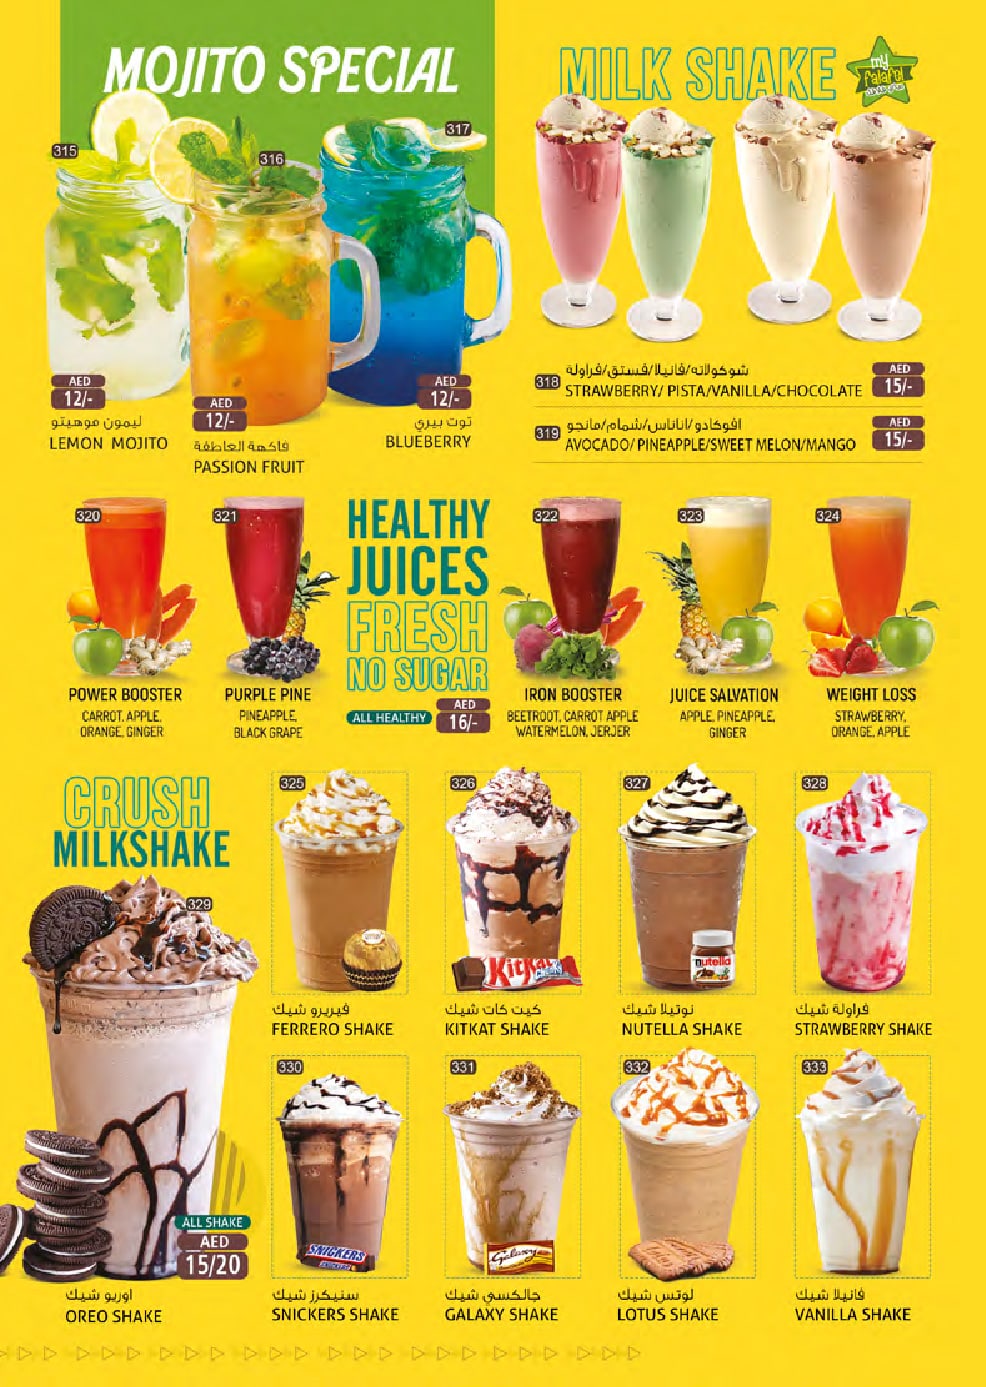 MOJITO SPECIAL
315
316
317
AED
12/-
ليمون موهيتو
LEMON MOJITO
AED
12/-
فاكهة العاطفة
PASSION FRUIT
AED
12/-
توت بيري
BLUEBERRY
MILK SHAKE
my
falafel
318
شوكولاته/فانيلا/فستق/فراولة
STRAWBERRY/ PISTA/VANILLA/CHOCOLATE
AED
15/-
319
افوكادو/اناناس/شمام/مانجو
AVOCADO/ PINEAPPLE/SWEET MELON/MANGO
AED
15/-
HEALTHY
JUICES
FRESH
NO SUGAR
ALL HEALTHY
AED
16/-
320
POWER BOOSTER
CARROT, APPLE,
ORANGE, GINGER
321
PURPLE PINE
PINEAPPLE,
BLACK GRAPE
322
IRON BOOSTER
BEETROOT, CARROT APPLE
WATERMELON, JERJER
323
JUICE SALVATION
APPLE, PINEAPPLE,
GINGER
324
WEIGHT LOSS
STRAWBERRY,
ORANGE, APPLE
CRUSH
MILKSHAKE
325
فيريرو شيك
FERRERO SHAKE
326
KitKat
كيت كات شيك
KITKAT SHAKE
327
nutella
نوتيلا شيك
NUTELLA SHAKE
328
فراولة شيك
STRAWBERRY SHAKE
329
ALL SHAKE
AED
15/20
اوريو شيك
OREO SHAKE
330
SNICKERS
سنيكرز شيك
SNICKERS SHAKE
331
Galaxy
جالكسي شيك
GALAXY SHAKE
332
لوتس شيك
LOTUS SHAKE
333
فانيلا شيك
VANILLA SHAKE